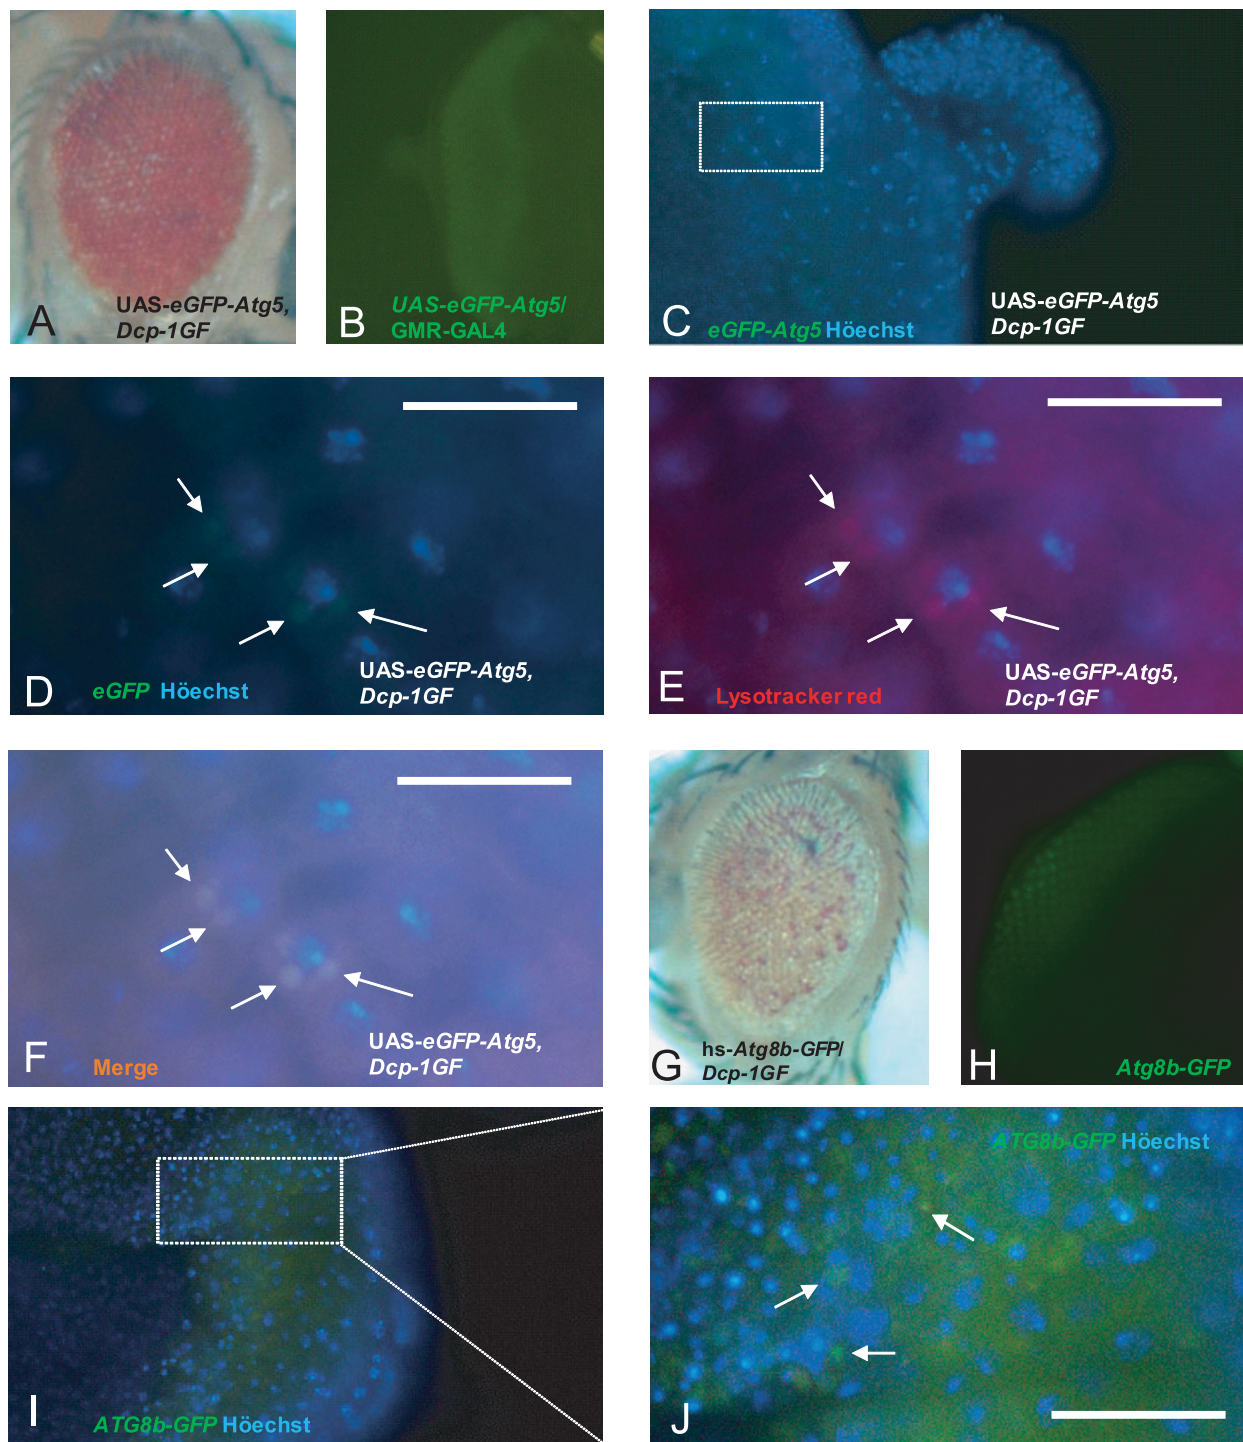 A
UAS-eGFP-Atg5,
Dcp-1GF
B
UAS-eGFP-Atg5/
GMR-GAL4
C
eGFP-Atg5 Höechst
UAS-eGFP-Atg5
Dcp-1GF
D
eGFP Höechst
UAS-eGFP-Atg5,
Dcp-1GF
E
Lysotracker red
UAS-eGFP-Atg5,
Dcp-1GF
F
Merge
UAS-eGFP-Atg5,
Dcp-1GF
G
hs-Atg8b-GFP/
Dcp-1GF
H
Atg8b-GFP
I
ATG8b-GFP Höechst
ATG8b-GFP Höechst
J